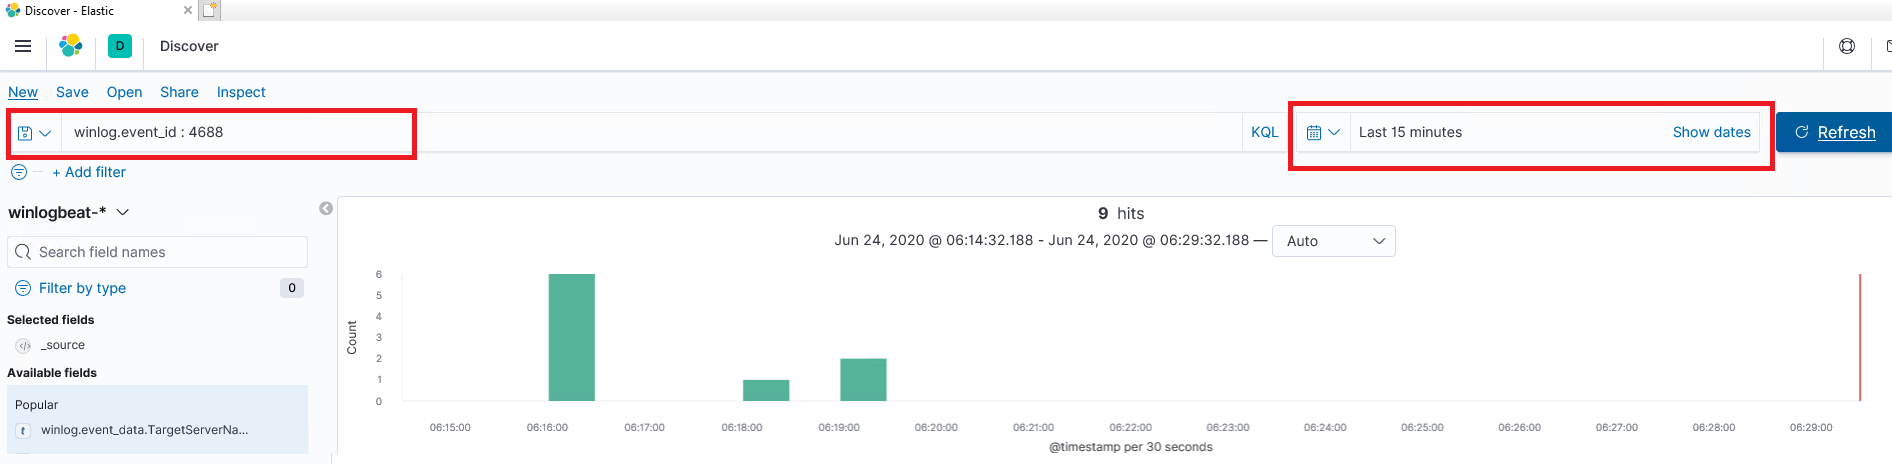 Discover - Elastic
D Discover
New Save Open Share Inspect
winlog.event_id : 4688 KQL Last 15 minutes Show dates Refresh
+ Add filter
winlogbeat-*
Search field names
Filter by type 0
Selected fields
</> _source
Available fields
Popular
t winlog.event_data.TargetServerNa...
9 hits
Jun 24, 2020 @ 06:14:32.188 - Jun 24, 2020 @ 06:29:32.188 — Auto
Count
6
5
4
3
2
1
0
06:15:00 06:16:00 06:17:00 06:18:00 06:19:00 06:20:00 06:21:00 06:22:00 06:23:00 06:24:00 06:25:00 06:26:00 06:27:00 06:28:00 06:29:00
@timestamp per 30 seconds